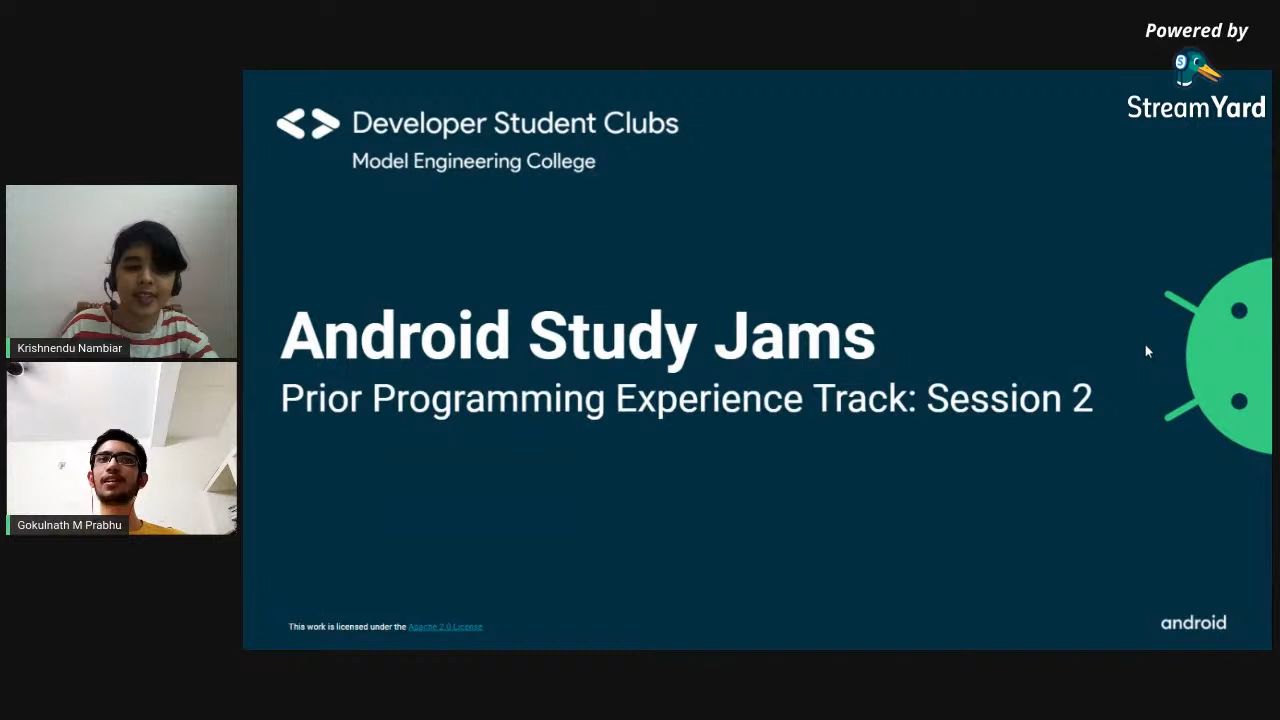 Powered by
StreamYard
Developer Student Clubs
Model Engineering College
Android Study Jams
Prior Programming Experience Track: Session 2
Krishnendu Nambiar
Gokulnath M Prabhu
This work is licensed under the Apache 2.0 License
android